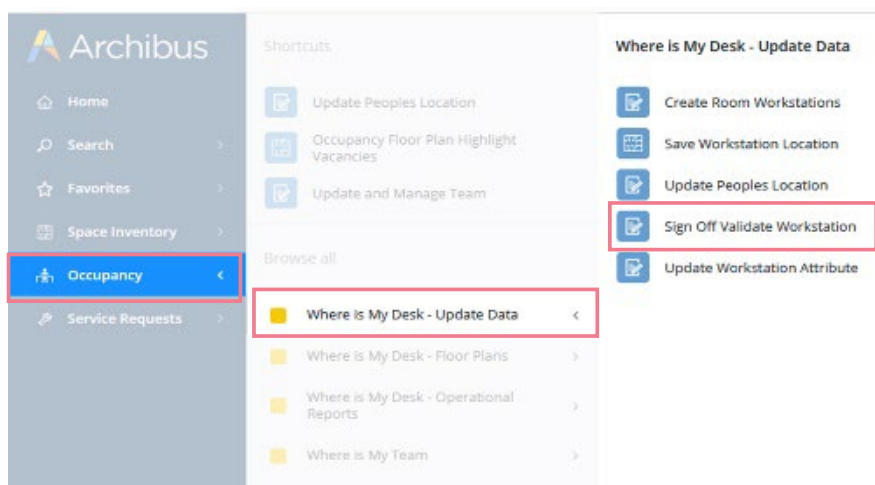 Archibus
Home
Search
Favorites
Space Inventory
Occupancy
Service Requests
Shortcuts
Update Peoples Location
Occupancy Floor Plan Highlight
Vacancies
Update and Manage Team
Browse all
Where is My Desk - Update Data
Where is My Desk - Floor Plans
Where is My Desk - Operational
Reports
Where is My Team
Where is My Desk - Update Data
Create Room Workstations
Save Workstation Location
Update Peoples Location
Sign Off Validate Workstation
Update Workstation Attribute